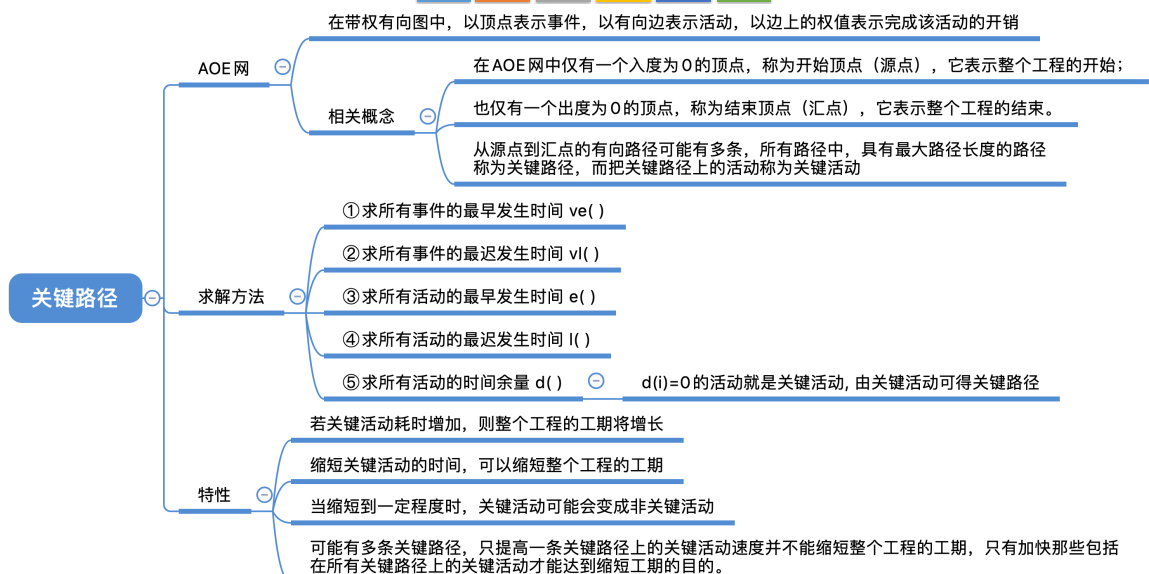 在带权有向图中，以顶点表示事件，以有向边表示活动，以边上的权值表示完成该活动的开销
AOE网
在AOE网中仅有一个入度为0的顶点，称为开始顶点（源点），它表示整个工程的开始；
相关概念
也仅有一个出度为0的顶点，称为结束顶点（汇点），它表示整个工程的结束。
从源点到汇点的有向路径可能有多条，所有路径中，具有最大路径长度的路径
称为关键路径，而把关键路径上的活动称为关键活动
关键路径
求解方法
①求所有事件的最早发生时间 ve( )
②求所有事件的最迟发生时间 vl( )
③求所有活动的最早发生时间 e( )
④求所有活动的最迟发生时间 l( )
⑤求所有活动的时间余量 d( )
d(i)=0的活动就是关键活动, 由关键活动可得关键路径
特性
若关键活动耗时增加，则整个工程的工期将增长
缩短关键活动的时间，可以缩短整个工程的工期
当缩短到一定程度时，关键活动可能会变成非关键活动
可能有多条关键路径，只提高一条关键路径上的关键活动速度并不能缩短整个工程的工期，只有加快那些包括
在所有关键路径上的关键活动才能达到缩短工期的目的。